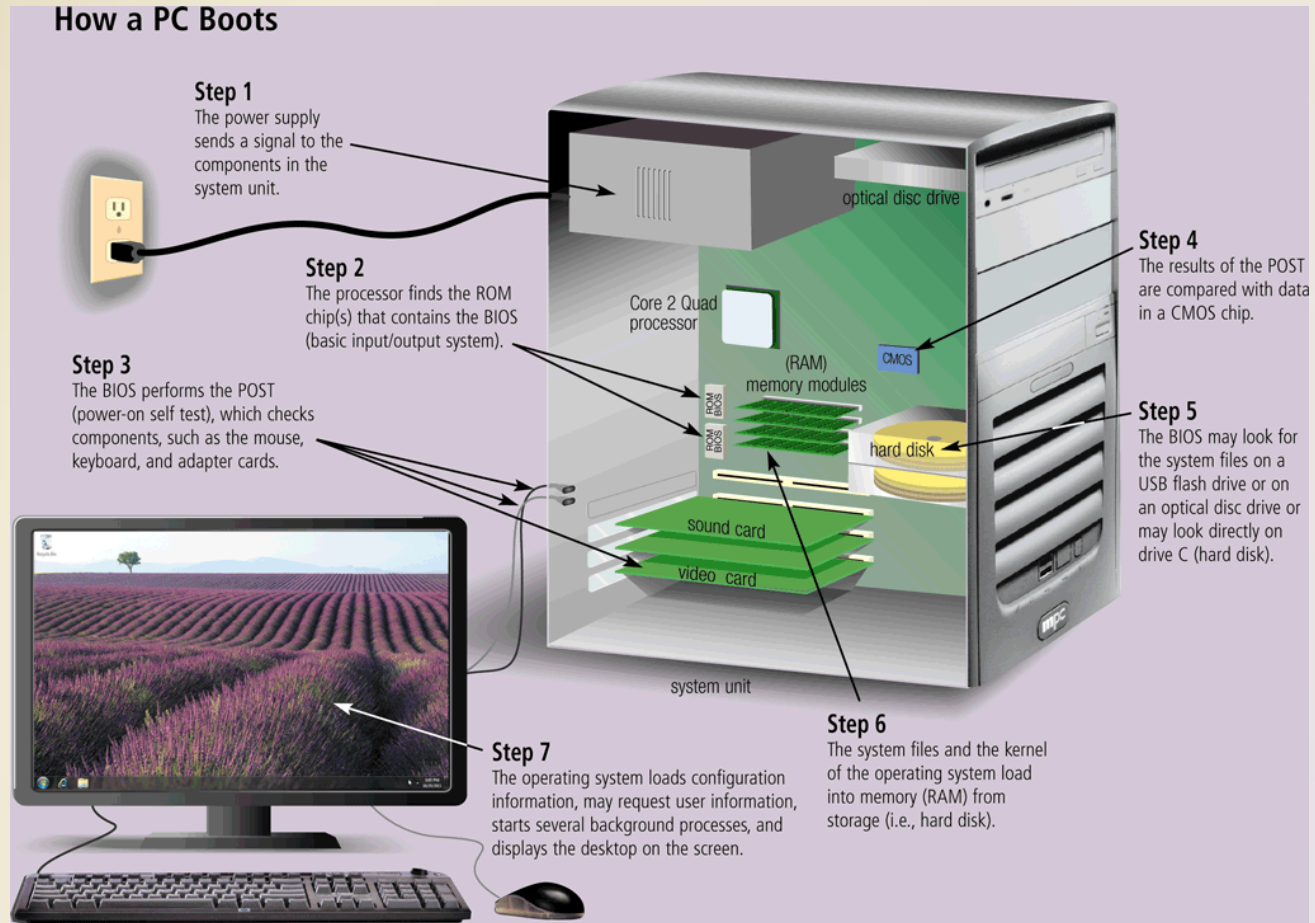 How a PC Boots
Step 1
The power supply
sends a signal to the
components in the
system unit.
optical disc drive
Step 4
The results of the POST
are compared with data
in a CMOS chip.
Step 2
The processor finds the ROM
chip(s) that contains the BIOS
(basic input/output system).
Core 2 Quad
processor
CMOS
(RAM)
memory modules
Step 3
The BIOS performs the POST
(power-on self test), which checks
components, such as the mouse,
keyboard, and adapter cards.
ROM
BIOS
ROM
BIOS
hard disk
Step 5
The BIOS may look for
the system files on a
USB flash drive or on
an optical disc drive or
may look directly on
drive C (hard disk).
sound card
video card
mpc
system unit
Step 6
The system files and the kernel
of the operating system load
into memory (RAM) from
storage (i.e., hard disk).
Step 7
The operating system loads configuration
information, may request user information,
starts several background processes, and
displays the desktop on the screen.